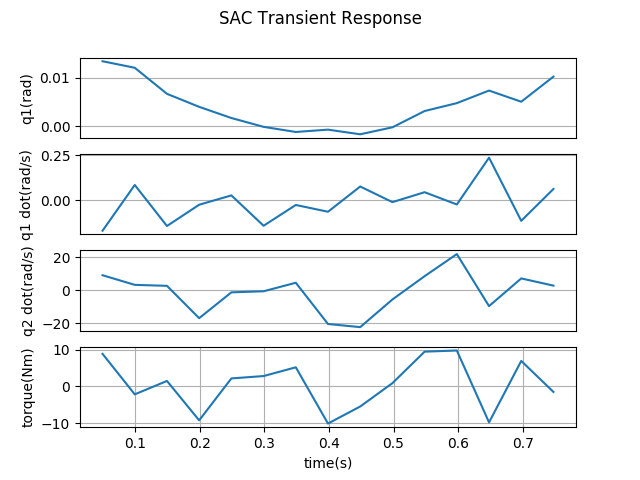 SAC Transient Response
q1(rad)
0.01
0.00
q1 dot(rad/s)
0.25
0.00
q2 dot(rad/s)
20
0
−20
torque(Nm)
10
0
−10
0.1 0.2 0.3 0.4 0.5 0.6 0.7
time(s)